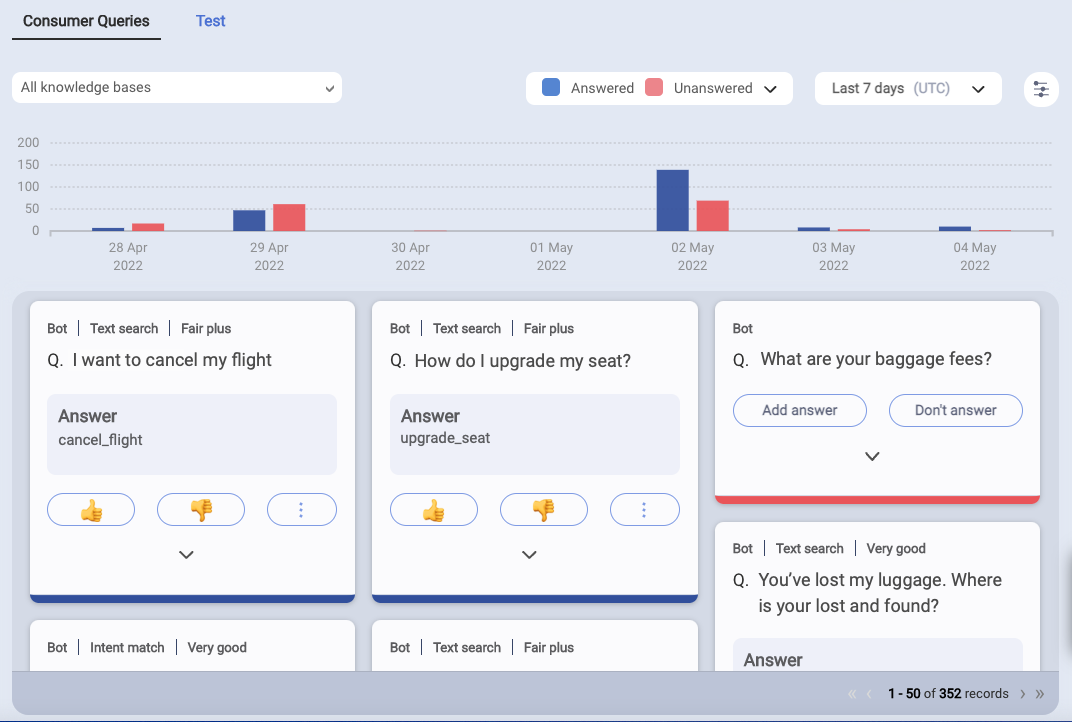 Consumer Queries
Test
All knowledge bases
Answered
Unanswered
Last 7 days (UTC)
200
150
100
50
0
28 Apr
2022
29 Apr
2022
30 Apr
2022
01 May
2022
02 May
2022
03 May
2022
04 May
2022
Bot | Text search | Fair plus
Q. I want to cancel my flight
Answer
cancel_flight
Bot | Text search | Fair plus
Q. How do I upgrade my seat?
Answer
upgrade_seat
Bot
Q. What are your baggage fees?
Add answer
Don't answer
Bot | Text search | Very good
Q. You’ve lost my luggage. Where
is your lost and found?
Answer
Bot | Intent match | Very good
Bot | Text search | Fair plus
« ‹ 1 - 50 of 352 records › »